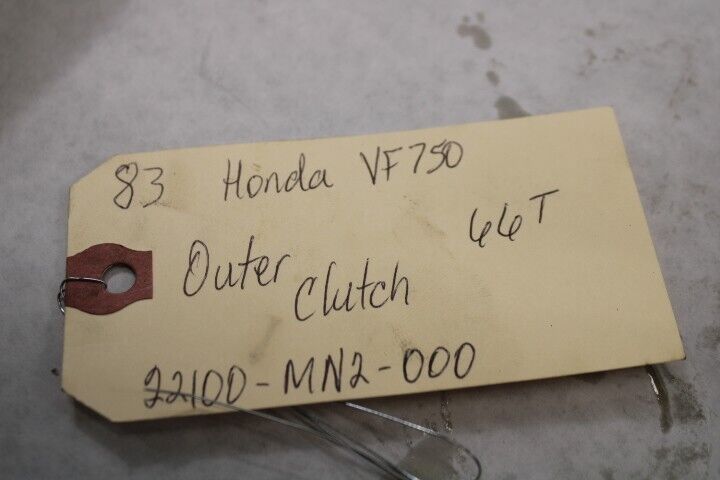 83 Honda VF750
66T
Outer
Clutch
22100-MN2-000